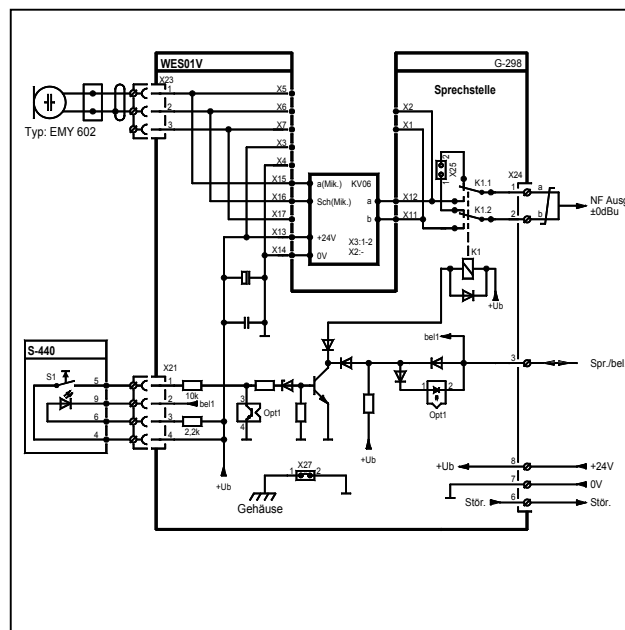 WES01V
G-298
Sprechstelle
X23
1
2
3
Typ: EMY 602
X5
X6
X7
X3
X4
X15
X16
X17
X13
X14
a(Mik.)
KV06
Sch(Mik.)
a
b
+24V
0V
X3:1-2
X2:-
X2
X1
X12
X11
2
1
X25
K1.1
K1.2
K1
+Ub
X24
1
a
2
b
NF Ausg
±0dBu
S-440
S1
5
9
6
4
X21
1
2
3
4
10k
bel1
2,2k
3
4
Opt1
+Ub
bel1
1
2
Opt1
+Ub
3
Spr./bel
1
X27
2
Gehäuse
+Ub
8
+24V
7
0V
Stör.
6
Stör.